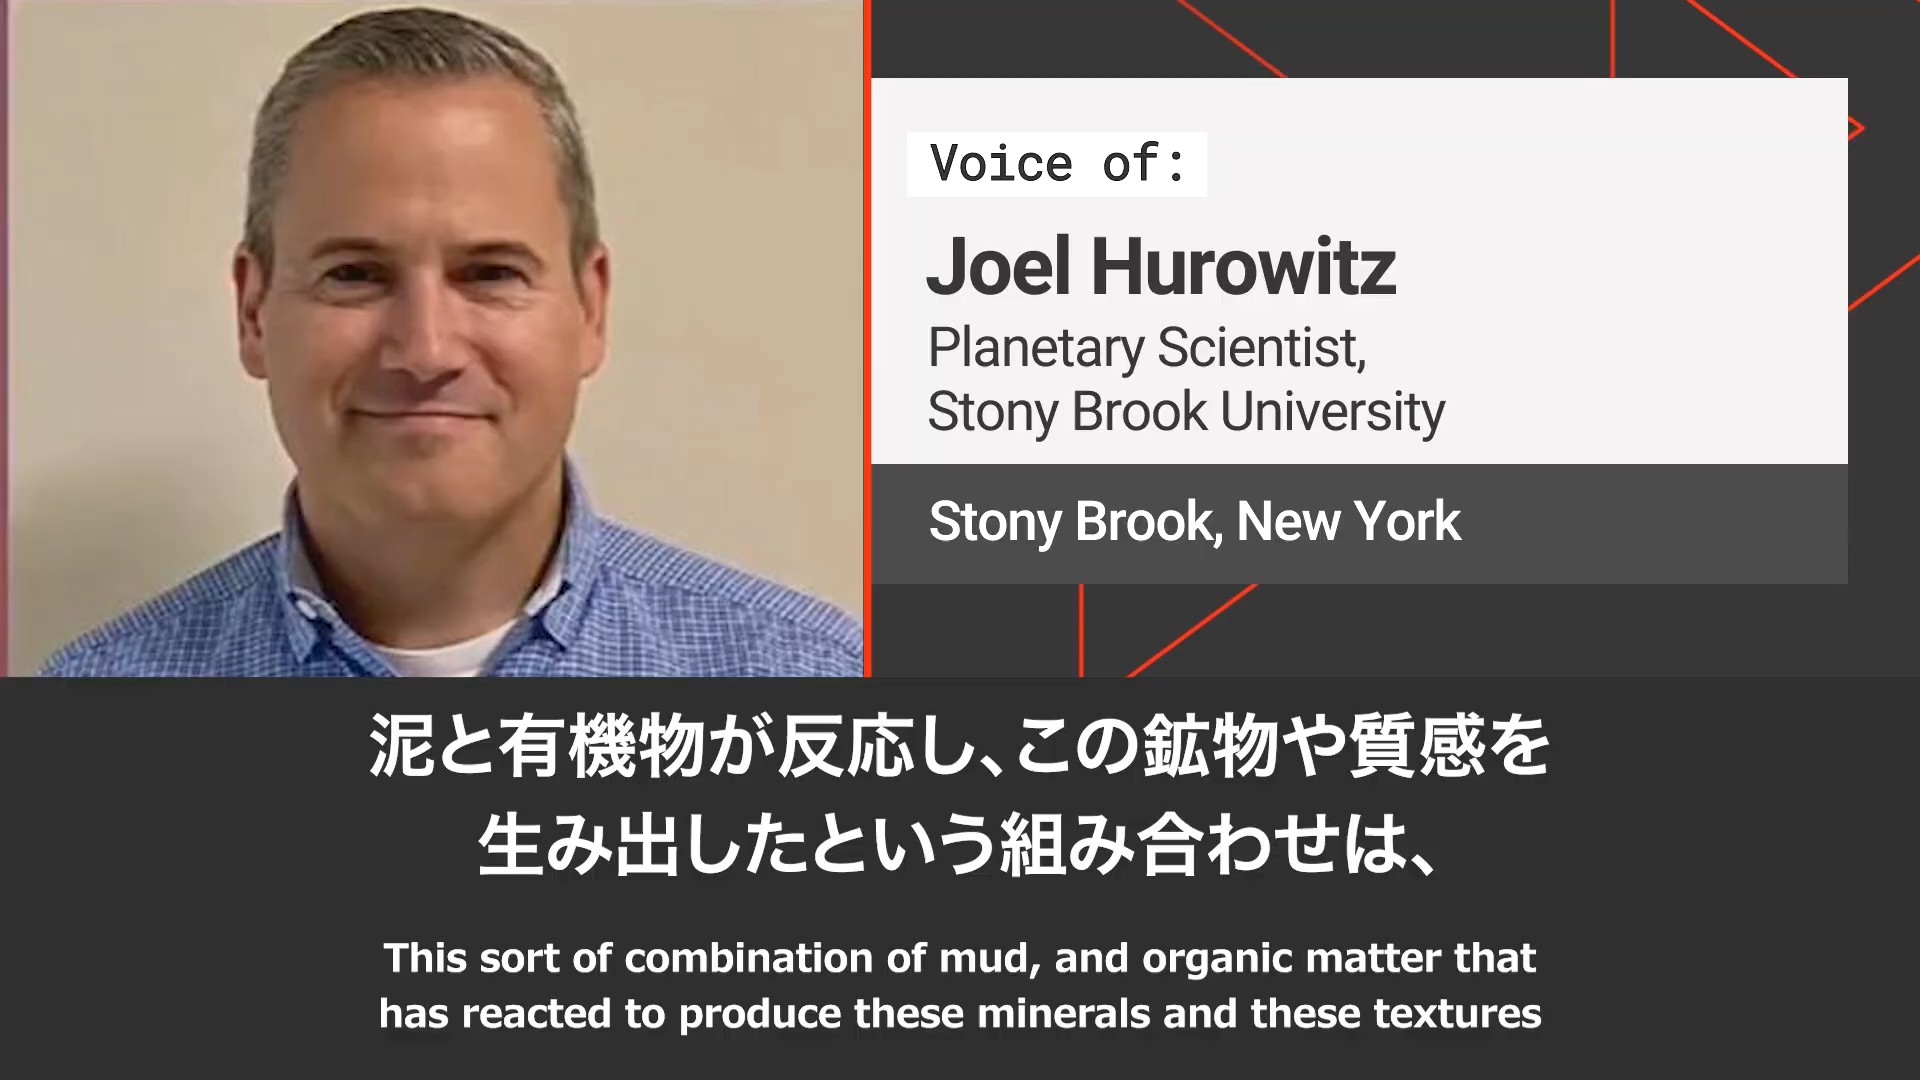 Voice of:
Joel Hurowitz
Planetary Scientist,
Stony Brook University
Stony Brook, New York
泥と有機物が反応し、この鉱物や質感を
生み出したという組み合わせは、
This sort of combination of mud, and organic matter that
has reacted to produce these minerals and these textures